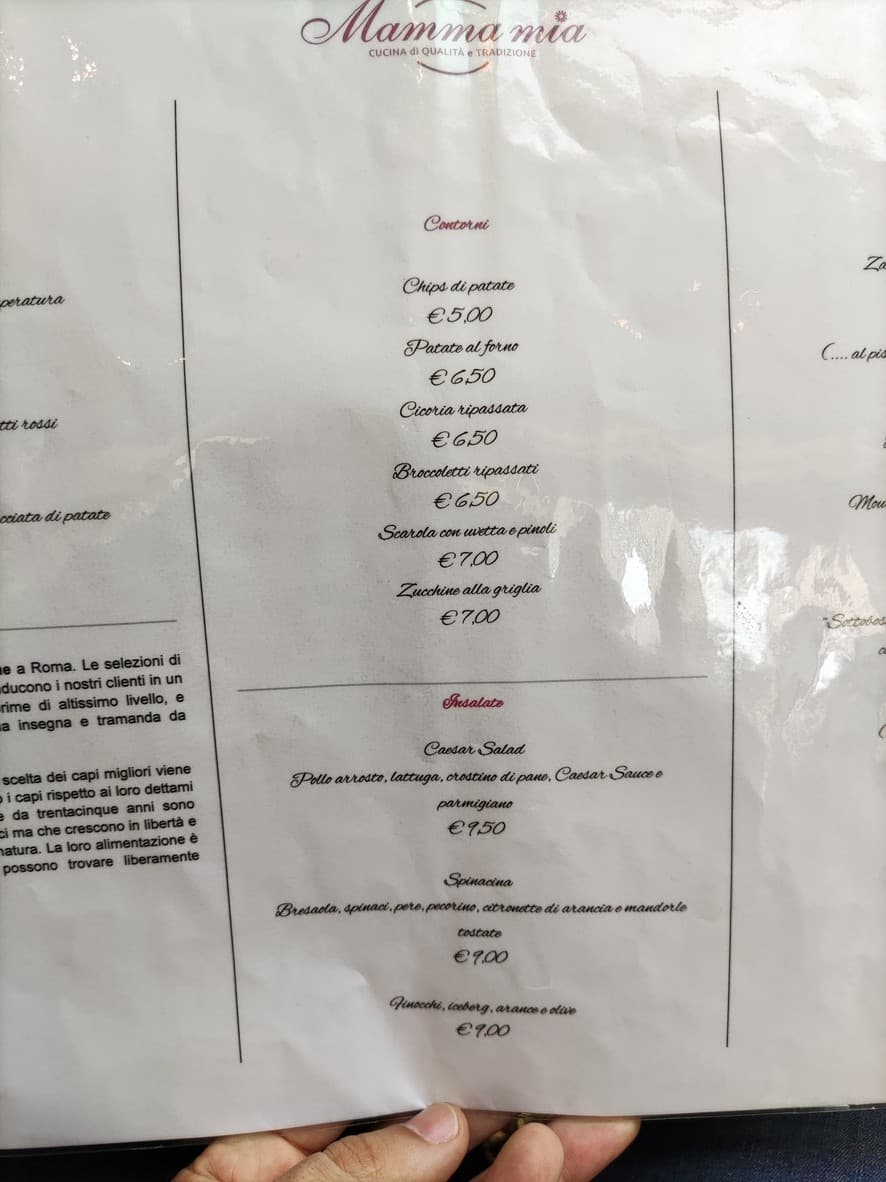 Mamma mia
CUCINA di QUALITÀ e TRADIZIONE
peratura
tti rossi
cciata di patate
a Roma. Le selezioni di
ducono i nostri clienti in un
rime di altissimo livello, e
a insegna e tramanda da
scelta dei capi migliori viene
o i capi rispetto ai loro dettami
e da trentacinque anni sono
ci ma che crescono in libertà e
natura. La loro alimentazione è
possono trovare liberamente
Contorni
Chips di patate
€ 5,00
Patate al forno
€ 6,50
Cicoria ripassata
€ 6,50
Broccoletti ripassati
€ 6,50
Scarola con uvetta e pinoli
€ 7,00
Zucchine alla griglia
€ 7,00
Insalate
Caesar Salad
Pollo arrosto, lattuga, crostino di pane, Caesar Sauce e
parmigiano
€ 9,50
Spinacina
Bresaola, spinaci, pere, pecorino, citronette di arancia e mandorle
tostate
€ 9,00
Finocchi, iceberg, arance e olive
€ 9,00
Za
(.... al pis
Mou
"Sottobos